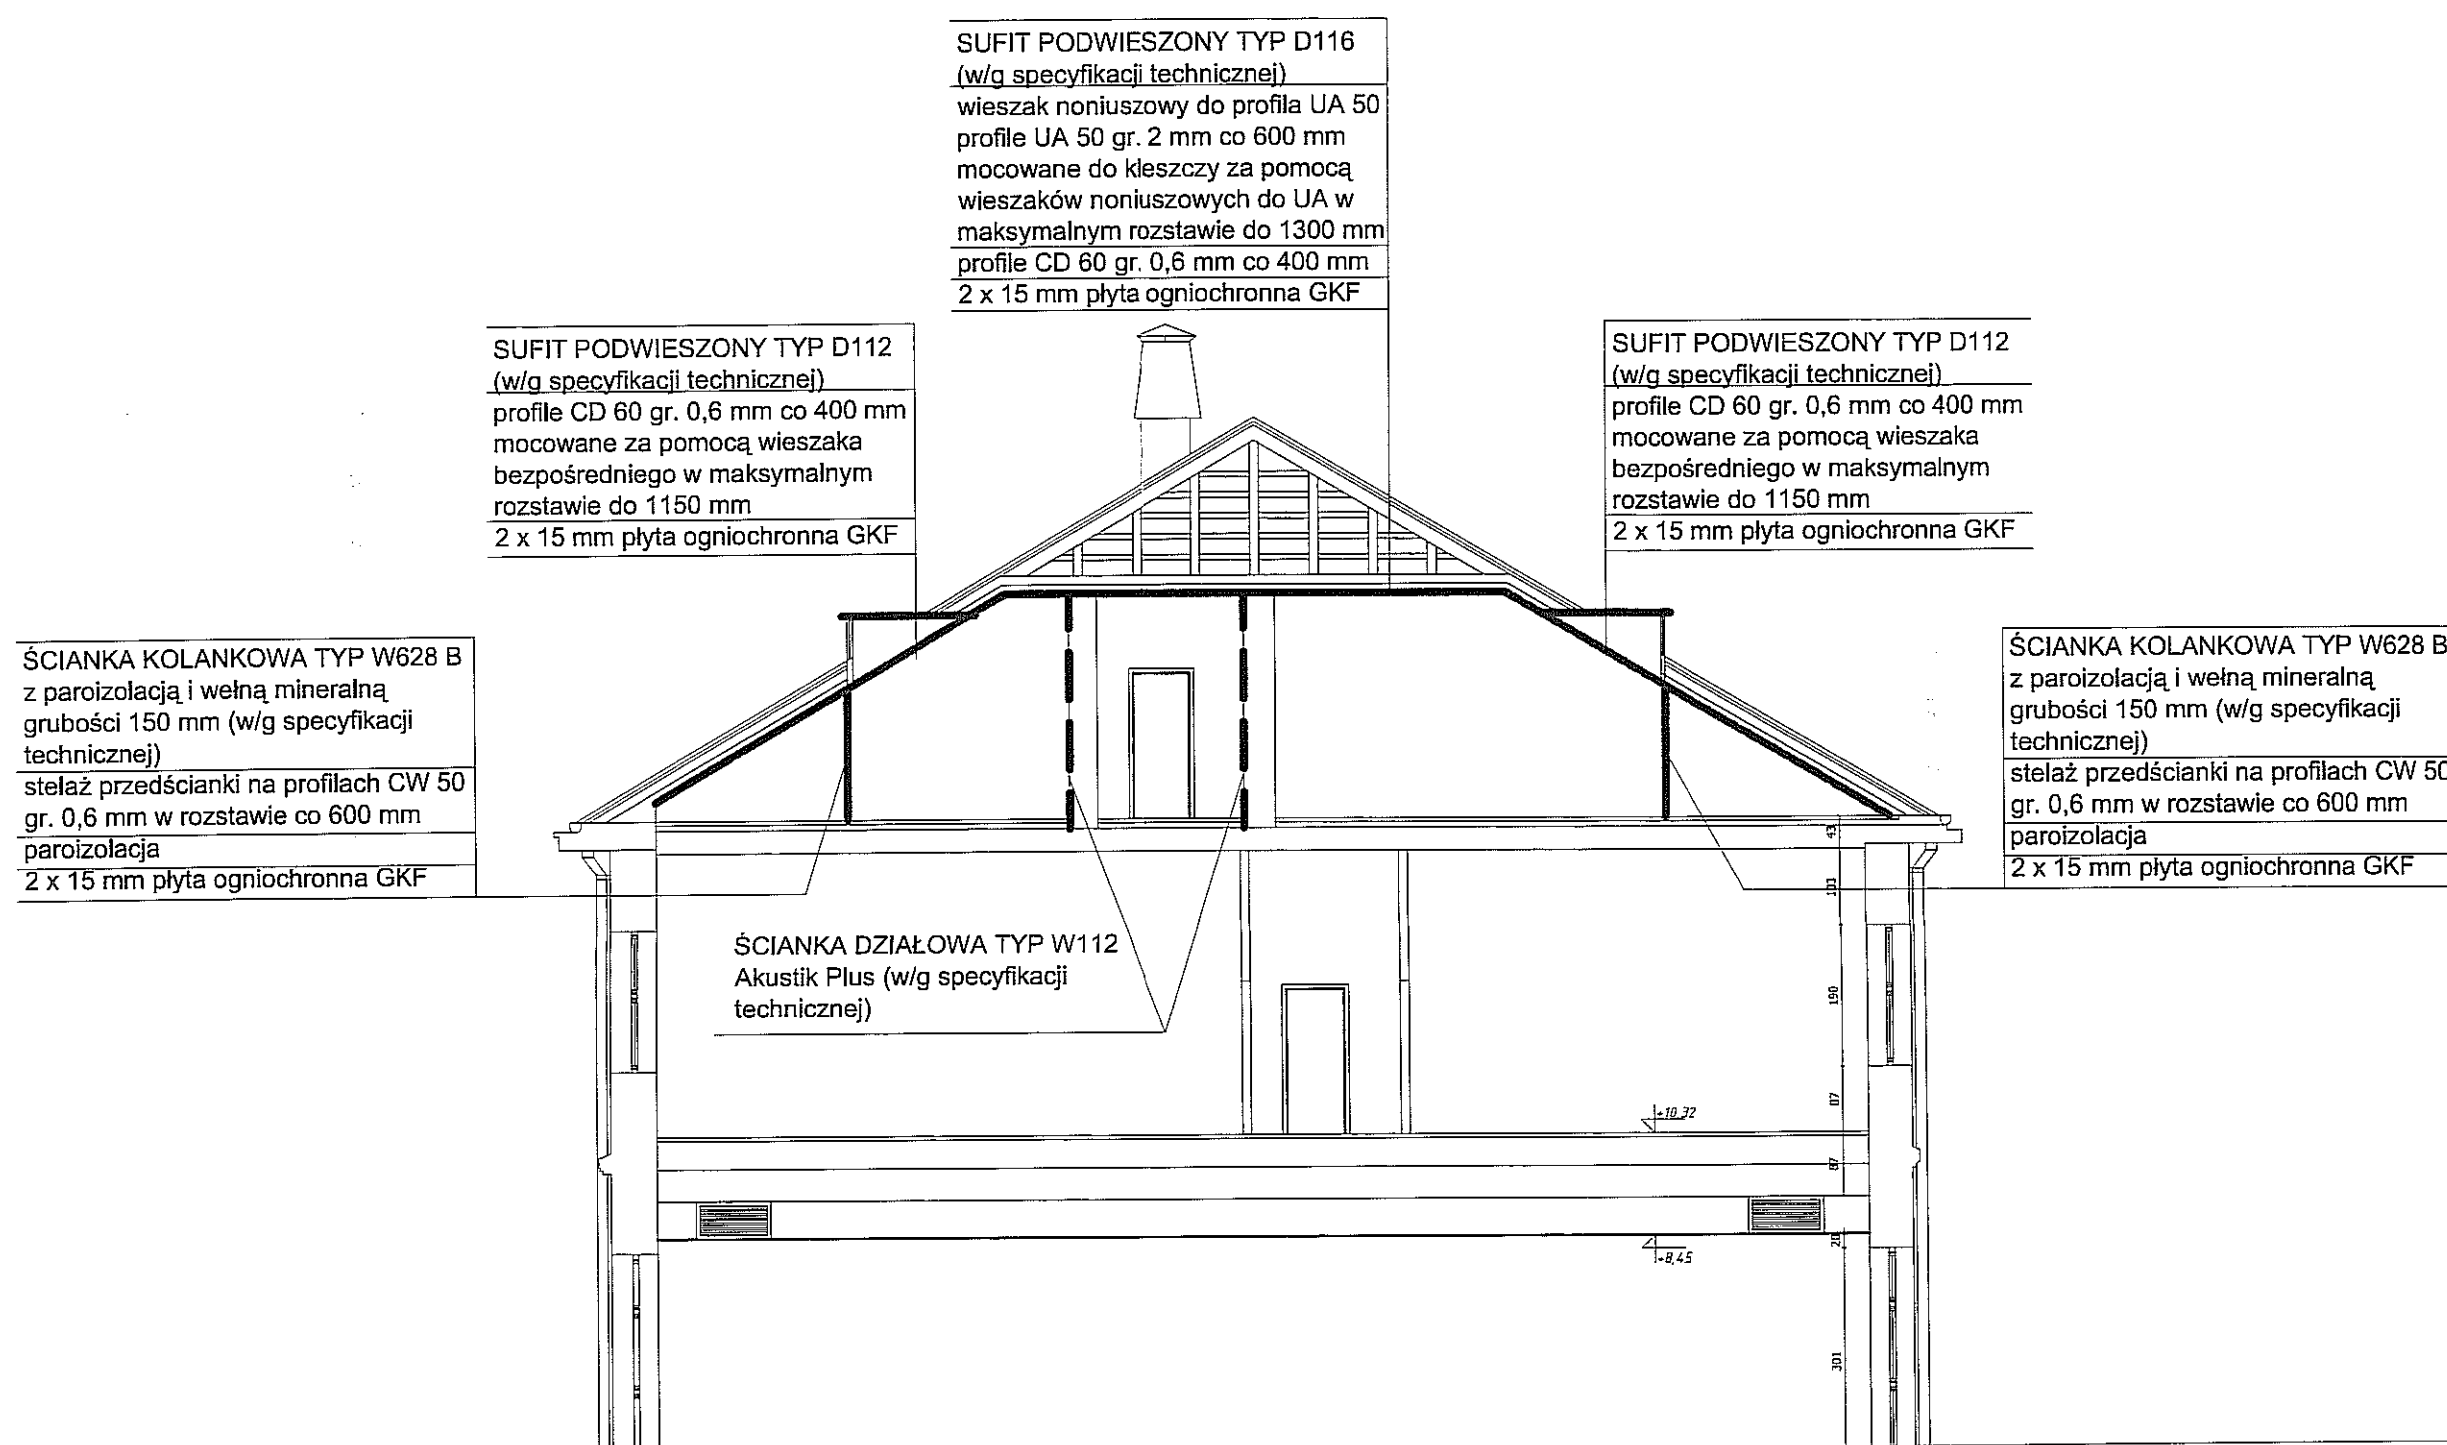 SUFIT PODWIESZONY TYP D116
(w/g specyfikacji technicznej)
wieszak noniuszowy do profila UA 50
profile UA 50 gr. 2 mm co 600 mm
mocowane do kleszczy za pomocą
wieszaków noniuszowych do UA w
maksymalnym rozstawie do 1300 mm
profile CD 60 gr. 0,6 mm co 400 mm
2 x 15 mm płyta ogniochronna GKF
SUFIT PODWIESZONY TYP D112
(w/g specyfikacji technicznej)
profile CD 60 gr. 0,6 mm co 400 mm
mocowane za pomocą wieszaka
bezpośredniego w maksymalnym
rozstawie do 1150 mm
2 x 15 mm płyta ogniochronna GKF
SUFIT PODWIESZONY TYP D112
(w/g specyfikacji technicznej)
profile CD 60 gr. 0,6 mm co 400 mm
mocowane za pomocą wieszaka
bezpośredniego w maksymalnym
rozstawie do 1150 mm
2 x 15 mm płyta ogniochronna GKF
ŚCIANKA KOLANKOWA TYP W628 B
z paroizolacją i wełną mineralną
grubości 150 mm (w/g specyfikacji
technicznej)
stelaż przedścianki na profilach CW 50
gr. 0,6 mm w rozstawie co 600 mm
paroizolacja
2 x 15 mm płyta ogniochronna GKF
ŚCIANKA KOLANKOWA TYP W628 B
z paroizolacją i wełną mineralną
grubości 150 mm (w/g specyfikacji
technicznej)
stelaż przedścianki na profilach CW 50
gr. 0,6 mm w rozstawie co 600 mm
paroizolacja
2 x 15 mm płyta ogniochronna GKF
ŚCIANKA DZIAŁOWA TYP W112
Akustik Plus (w/g specyfikacji
technicznej)
43
103
190
87
+10,32
87
20
+8,45
301